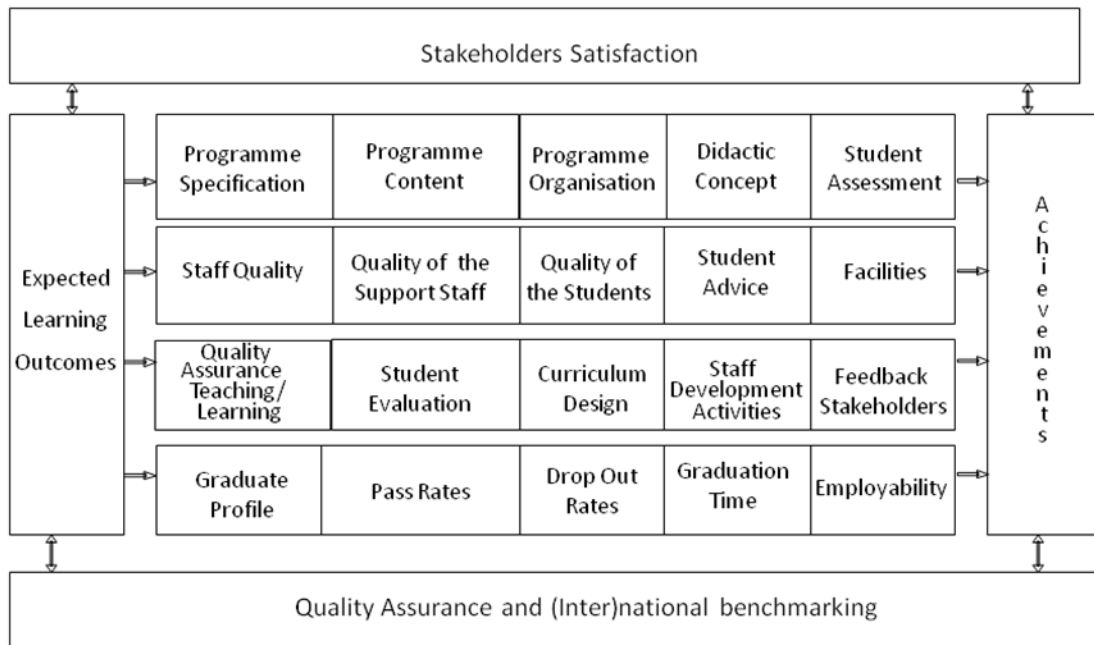 Stakeholders Satisfaction
Programme
Specification
Programme
Content
Programme
Organisation
Didactic
Concept
Student
Assessment
Expected
Learning
Outcomes
Staff Quality
Quality of the
Support Staff
Quality of
the Students
Student
Advice
Facilities
Quality
Assurance
Teaching/
Learning
Student
Evaluation
Curriculum
Design
Staff
Development
Activities
Feedback
Stakeholders
Graduate
Profile
Pass Rates
Drop Out
Rates
Graduation
Time
Employability
Achievements
Quality Assurance and (Inter)national benchmarking